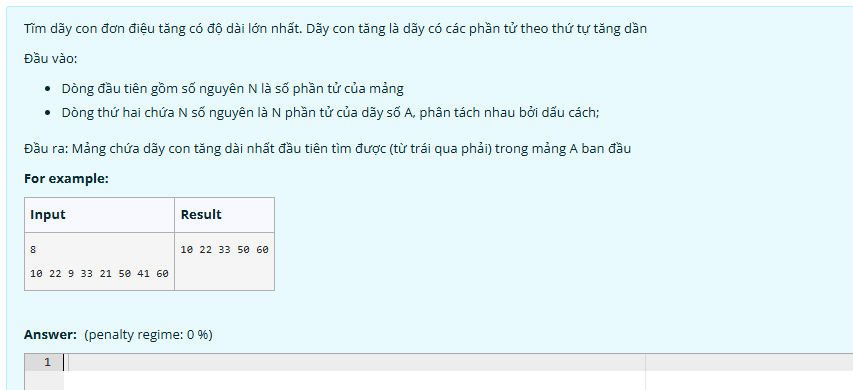 Tìm dãy con đơn điệu tăng có độ dài lớn nhất. Dãy con tăng là dãy có các phần tử theo thứ tự tăng dần
Đầu vào:
• Dòng đầu tiên gồm số nguyên N là số phần tử của mảng
• Dòng thứ hai chứa N số nguyên là N phần tử của dãy số A, phân tách nhau bởi dấu cách;
Đầu ra: Mảng chứa dãy con tăng dài nhất đầu tiên tìm được (từ trái qua phải) trong mảng A ban đầu
For example:
Input Result
8 10 22 33 50 60
10 22 9 33 21 50 41 60
Answer: (penalty regime: 0 %)
1